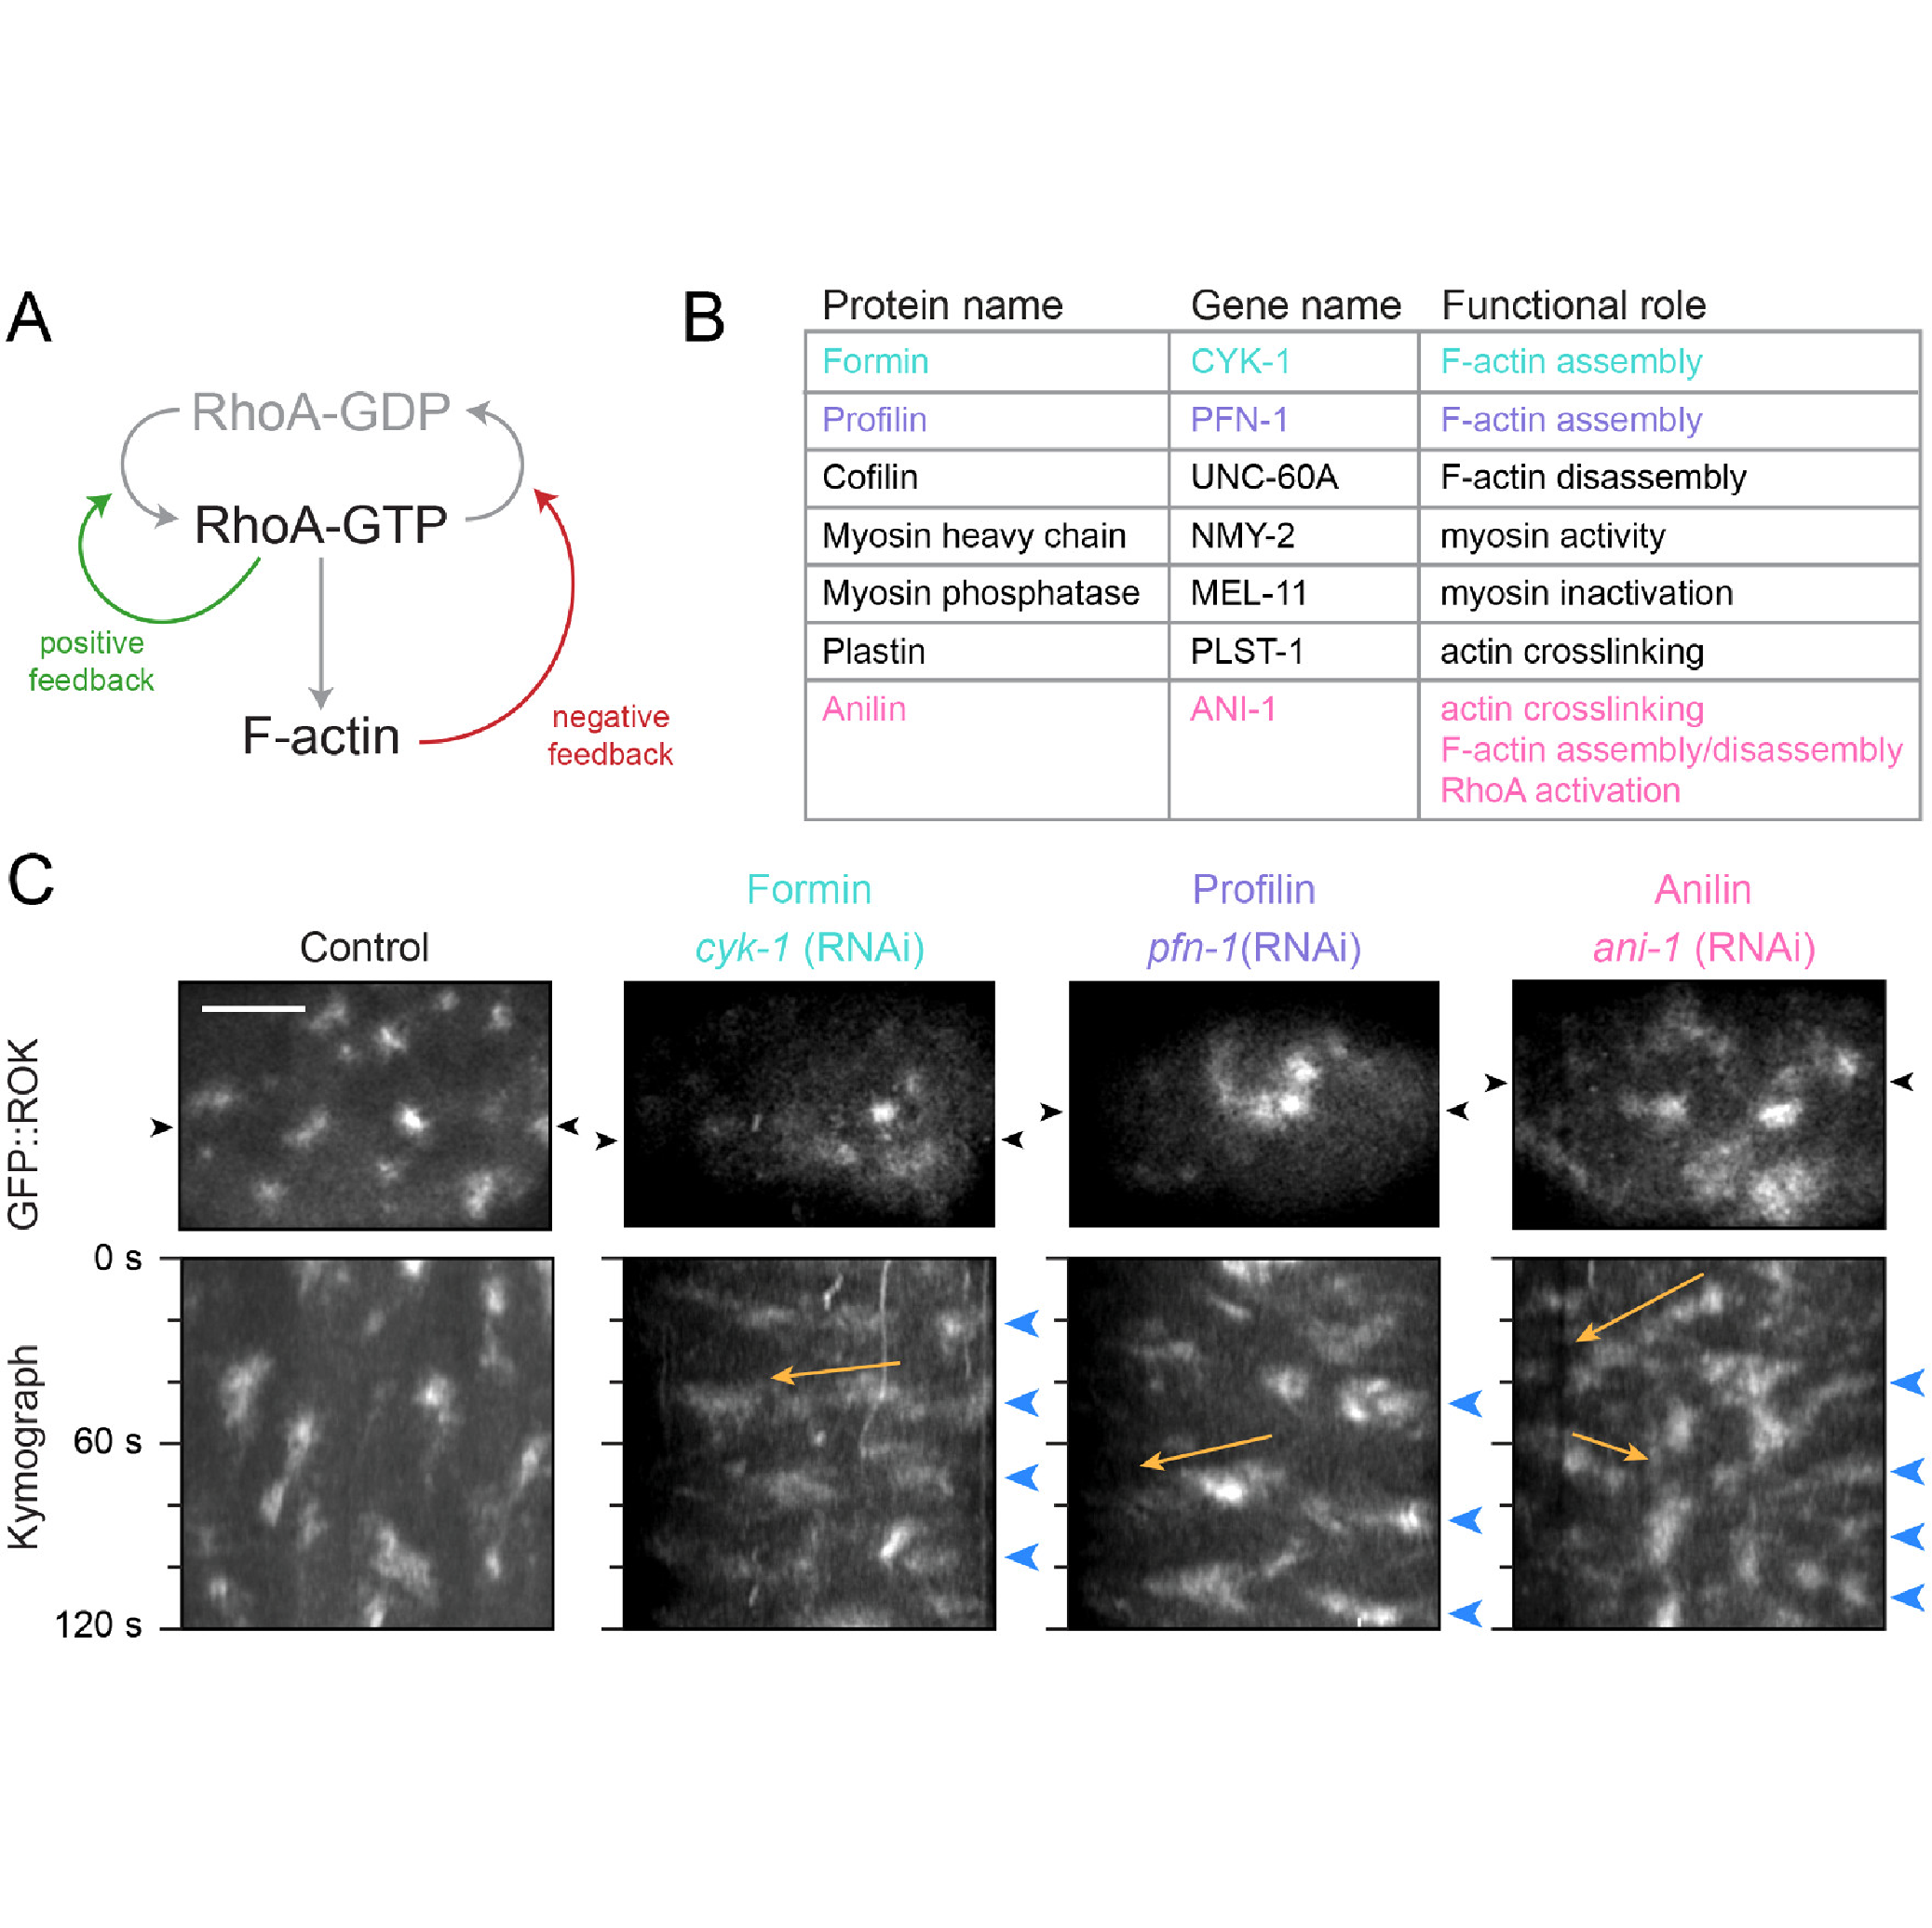 A
RhoA-GDP
RhoA-GTP
positive
feedback
F-actin
negative
feedback
B
Protein name Gene name Functional role
Formin CYK-1 F-actin assembly
Profilin PFN-1 F-actin assembly
Cofilin UNC-60A F-actin disassembly
Myosin heavy chain NMY-2 myosin activity
Myosin phosphatase MEL-11 myosin inactivation
Plastin PLST-1 actin crosslinking
Anilin ANI-1 actin crosslinking
F-actin assembly/disassembly
RhoA activation
C
Control
Formin
cyk-1 (RNAi)
Profilin
pfn-1(RNAi)
Anilin
ani-1 (RNAi)
GFP::ROK
Kymograph
0 s
60 s
120 s